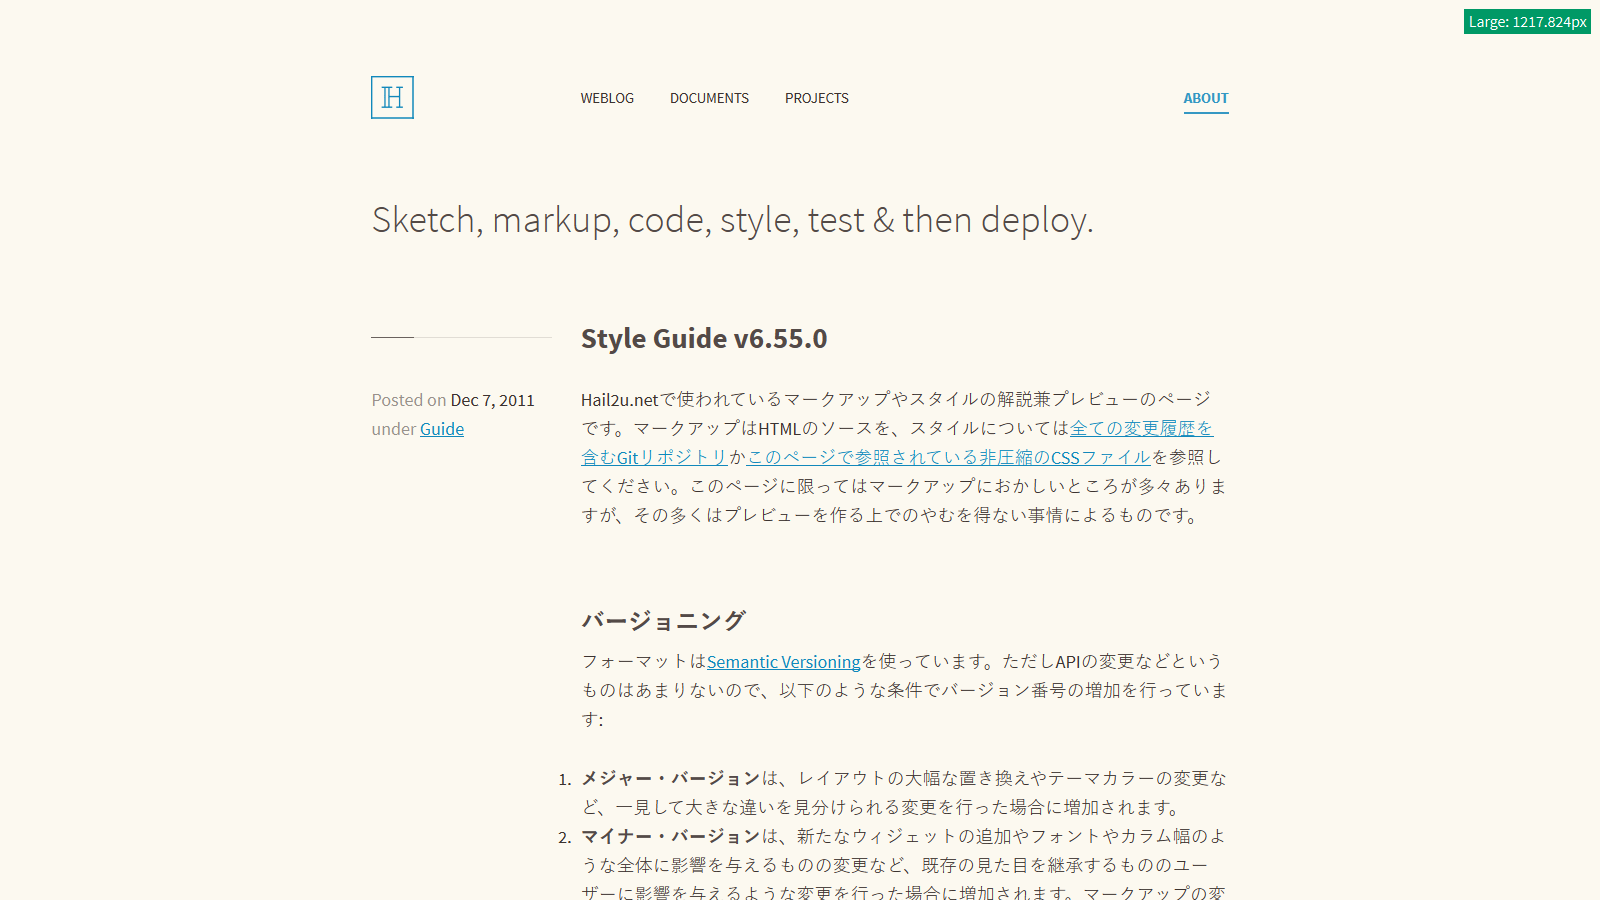 Large: 1217.824px
H
WEBLOG DOCUMENTS PROJECTS ABOUT
Sketch, markup, code, style, test & then deploy.
Style Guide v6.55.0
Posted on Dec 7, 2011
under Guide
Hail2u.netで使われているマークアップやスタイルの解説兼プレビューのページ
です。マークアップはHTMLのソースを、スタイルについては全ての変更履歴を
含むGitリポジトリかこのページで参照されている非圧縮のCSSファイルを参照し
てください。このページに限ってはマークアップにおかしいところが多々ありま
すが、その多くはプレビューを作る上でのやむを得ない事情によるものです。
バージョニング
フォーマットはSemantic Versioningを使っています。ただしAPIの変更などという
ものはあまりないので、以下のような条件でバージョン番号の増加を行っていま
す:
1. メジャー・バージョンは、レイアウトの大幅な置き換えやテーマカラーの変更な
ど、一見して大きな違いを見分けられる変更を行った場合に増加されます。
2. マイナー・バージョンは、新たなウィジェットの追加やフォントやカラム幅のよ
うな全体に影響を与えるものの変更など、既存の見た目を継承するもののユー
ザーに影響を与えるような変更を行った場合に増加されます。マークアップの変